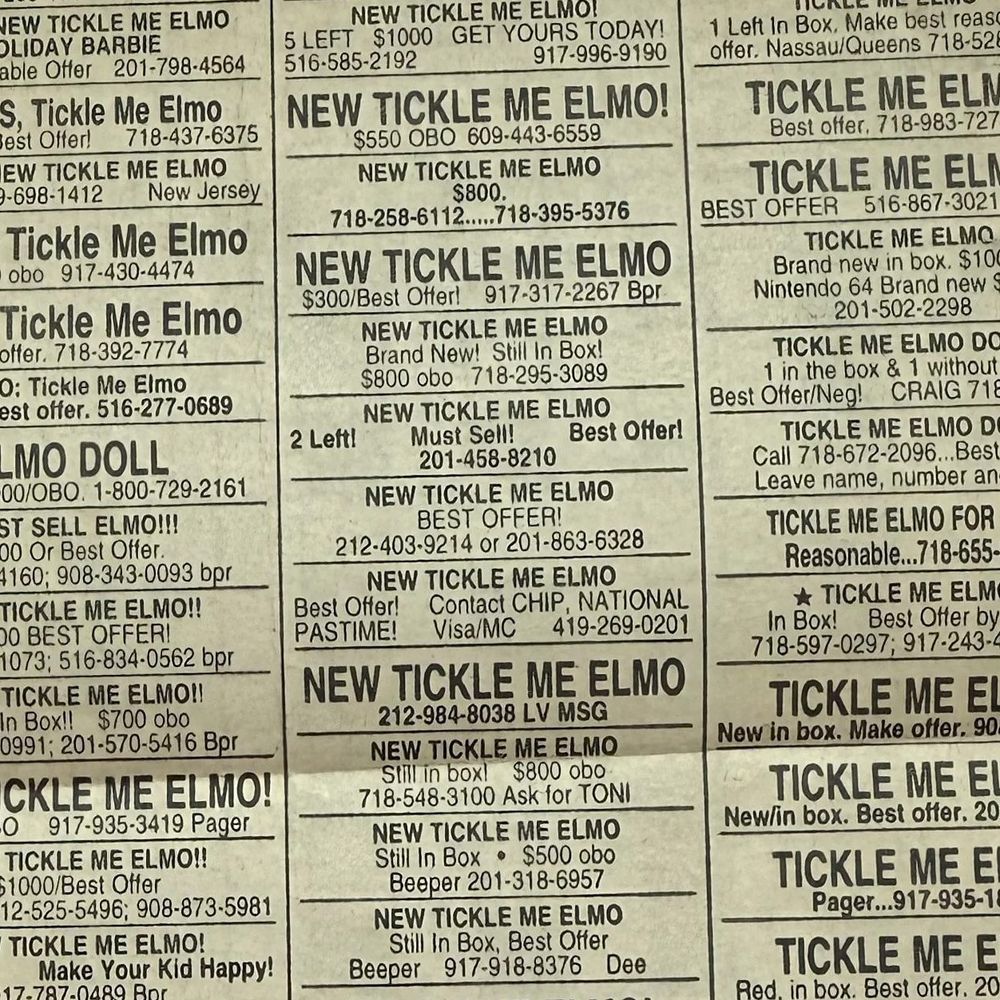 NEW TICKLE ME ELMO
HOLIDAY BARBIE
able Offer 201-798-4564
S, Tickle Me Elmo
Best Offer! 718-437-6375
NEW TICKLE ME ELMO
9-698-1412 New Jersey
Tickle Me Elmo
obo 917-430-4474
Tickle Me Elmo
offer. 718-392-7774
O: Tickle Me Elmo
est offer. 516-277-0689
LMO DOLL
00/OBO. 1-800-729-2161
ST SELL ELMO!!!
00 Or Best Offer.
4160; 908-343-0093 bpr
TICKLE ME ELMO!!
00 BEST OFFER!
1073; 516-834-0562 bpr
TICKLE ME ELMO!!
In Box!! $700 obo
0991; 201-570-5416 Bpr
CKLE ME ELMO!
BO 917-935-3419 Pager
TICKLE ME ELMO!!
$1000/Best Offer
12-525-5496; 908-873-5981
TICKLE ME ELMO!
Make Your Kid Happy!
17-787-0489 Bpr
NEW TICKLE ME ELMO!
5 LEFT $1000 GET YOURS TODAY!
516-585-2192 917-996-9190
NEW TICKLE ME ELMO!
$550 OBO 609-443-6559
NEW TICKLE ME ELMO
$800.
718-258-6112.....718-395-5376
NEW TICKLE ME ELMO
$300/Best Offer! 917-317-2267 Bpr
NEW TICKLE ME ELMO
Brand New! Still In Box!
$800 obo 718-295-3089
NEW TICKLE ME ELMO
2 Left! Must Sell! Best Offer!
201-458-8210
NEW TICKLE ME ELMO
BEST OFFER!
212-403-9214 or 201-863-6328
NEW TICKLE ME ELMO
Best Offer! Contact CHIP, NATIONAL
PASTIME! Visa/MC 419-269-0201
NEW TICKLE ME ELMO
212-984-8038 LV MSG
NEW TICKLE ME ELMO
Still in box! $800 obo
718-548-3100 Ask for TONI
NEW TICKLE ME ELMO
Still In Box • $500 obo
Beeper 201-318-6957
NEW TICKLE ME ELMO
Still In Box, Best Offer
Beeper 917-918-8376 Dee
TICKLE ME ELMO
1 Left In Box. Make best reaso
offer. Nassau/Queens 718-528
TICKLE ME ELM
Best offer. 718-983-727
TICKLE ME ELM
BEST OFFER 516-867-3021
TICKLE ME ELMO
Brand new in box. $100
Nintendo 64 Brand new $
201-502-2298
TICKLE ME ELMO DO
1 in the box & 1 without
Best Offer/Neg! CRAIG 718
TICKLE ME ELMO DO
Call 718-672-2096...Best
Leave name, number an
TICKLE ME ELMO FOR
Reasonable...718-655-
★ TICKLE ME ELMO
In Box! Best Offer by
718-597-0297; 917-243-4
TICKLE ME EL
New in box. Make offer. 90
TICKLE ME EL
New/in box. Best offer. 20
TICKLE ME E
Pager...917-935-18
TICKLE ME E
Red, in box. Best offer. 20